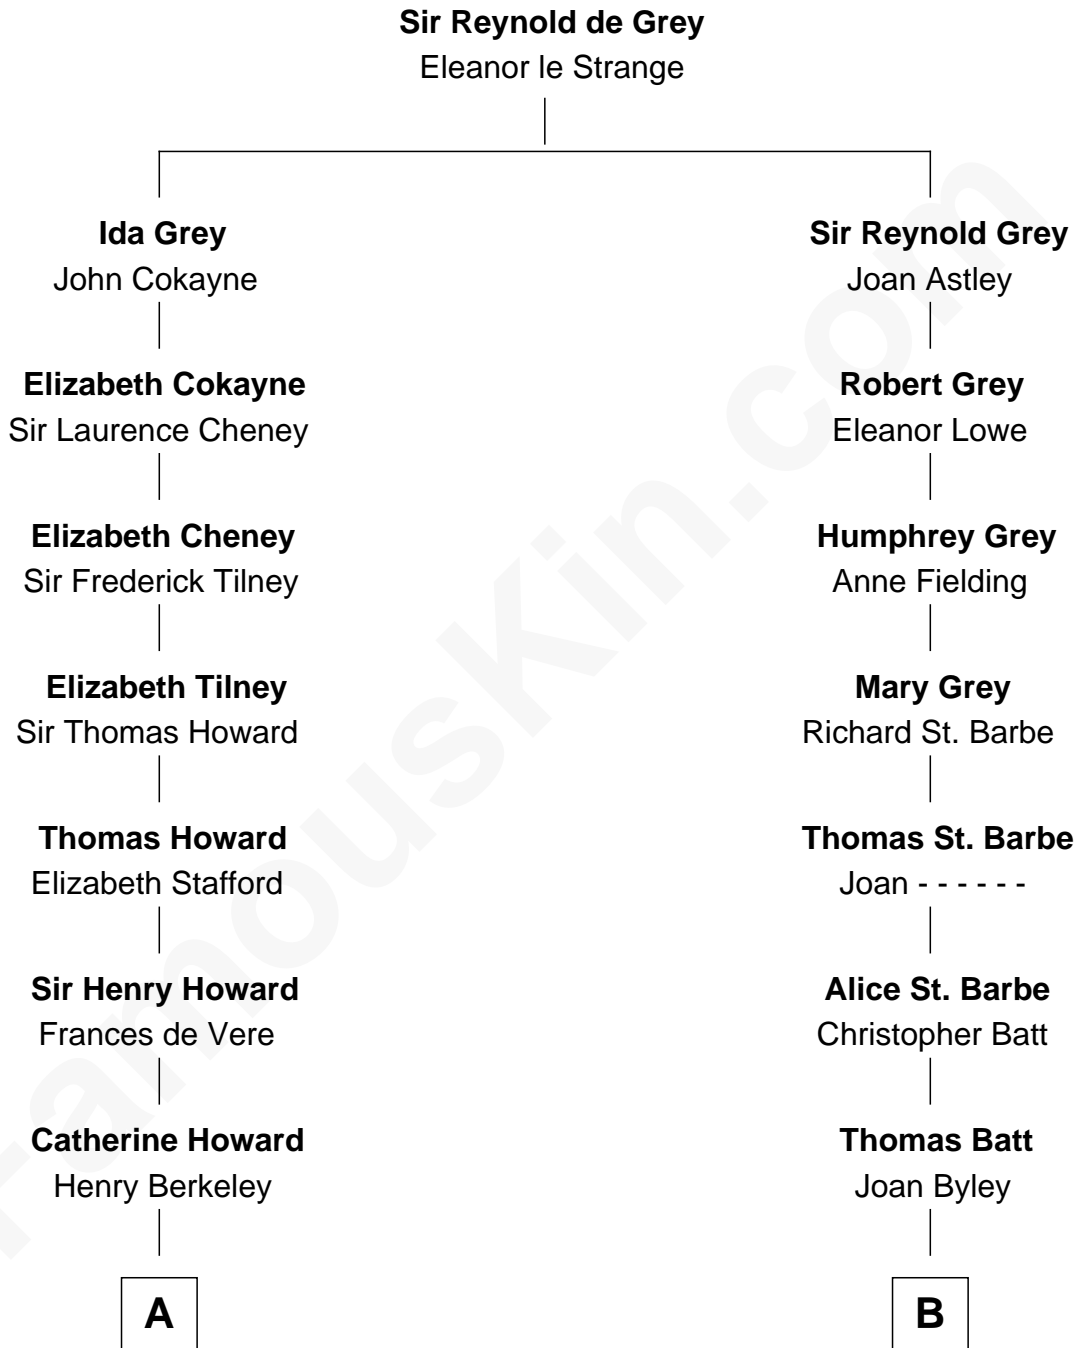 Sir Reynold de Grey
Eleanor le Strange
Ida Grey
John Cokayne
Sir Reynold Grey
Joan Astley
Elizabeth Cokayne
Sir Laurence Cheney
Robert Grey
Eleanor Lowe
Elizabeth Cheney
Sir Frederick Tilney
Humphrey Grey
Anne Fielding
Elizabeth Tilney
Sir Thomas Howard
Mary Grey
Richard St. Barbe
Thomas Howard
Elizabeth Stafford
Thomas St. Barbe
Joan - - - - - -
Sir Henry Howard
Frances de Vere
Alice St. Barbe
Christopher Batt
Catherine Howard
Henry Berkeley
Thomas Batt
Joan Byley
A
B
FamousKin.com